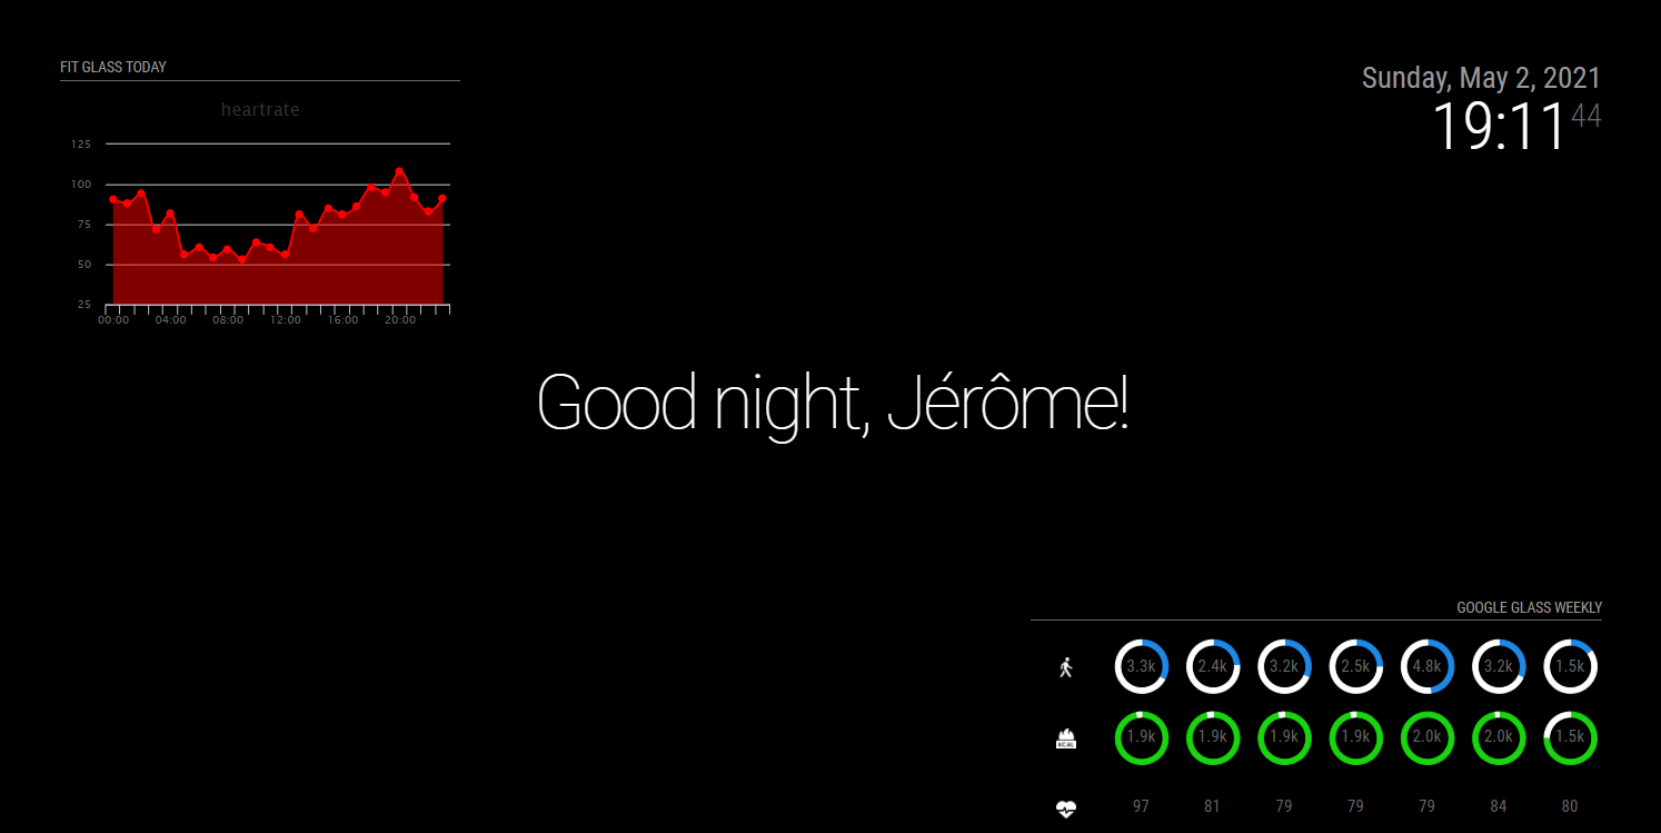 FIT GLASS TODAY
heartrate
125
100
75
50
25
00:00 04:00 08:00 12:00 16:00 20:00
Sunday, May 2, 2021
19:11 44
Good night, Jérôme!
GOOGLE GLASS WEEKLY
3.3k 2.4k 3.2k 2.5k 4.8k 3.2k 1.5k
KCAL 1.9k 1.9k 1.9k 1.9k 2.0k 2.0k 1.5k
97 81 79 79 79 84 80